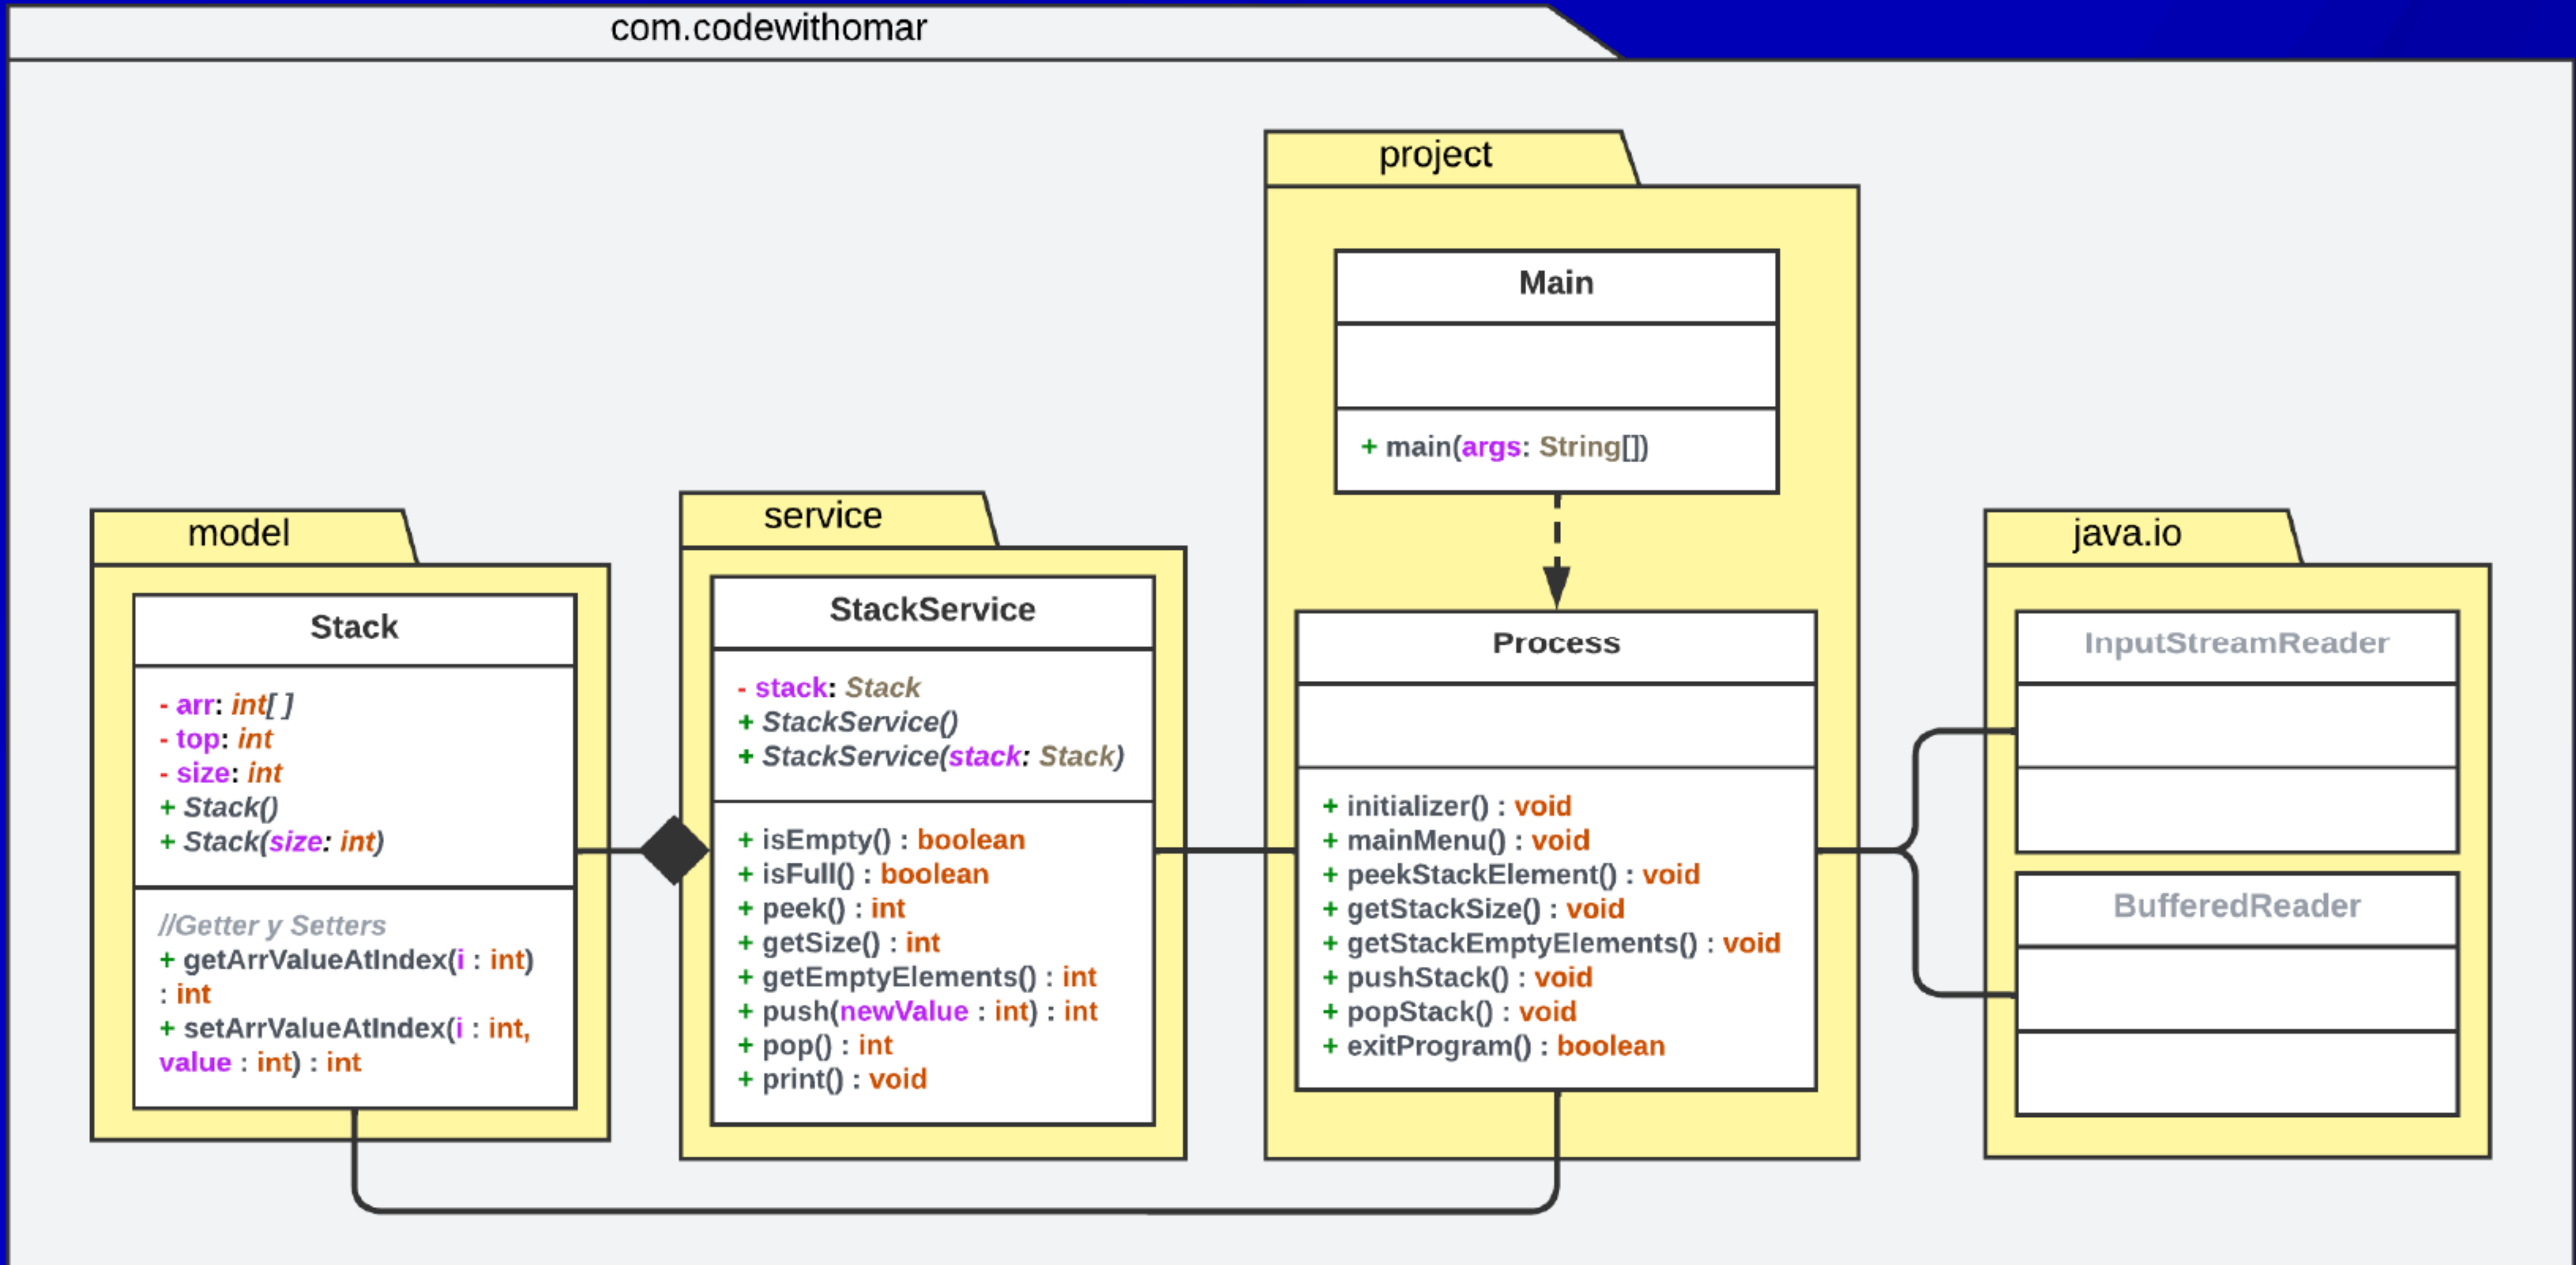 com.codewithomar
project
Main
+ main(args: String[])
model
Stack
- arr: int[ ]
- top: int
- size: int
+ Stack()
+ Stack(size: int)
//Getter y Setters
+ getArrValueAtIndex(i : int)
: int
+ setArrValueAtIndex(i : int,
value : int) : int
service
StackService
- stack: Stack
+ StackService()
+ StackService(stack: Stack)
+ isEmpty() : boolean
+ isFull() : boolean
+ peek() : int
+ getSize() : int
+ getEmptyElements() : int
+ push(newValue : int) : int
+ pop() : int
+ print() : void
Process
+ initializer() : void
+ mainMenu() : void
+ peekStackElement() : void
+ getStackSize() : void
+ getStackEmptyElements() : void
+ pushStack() : void
+ popStack() : void
+ exitProgram() : boolean
java.io
InputStreamReader
BufferedReader